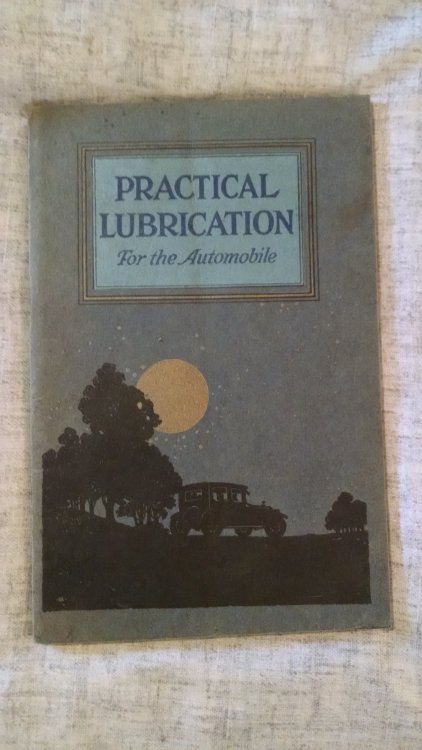 PRACTICAL
LUBRICATION
For the Automobile